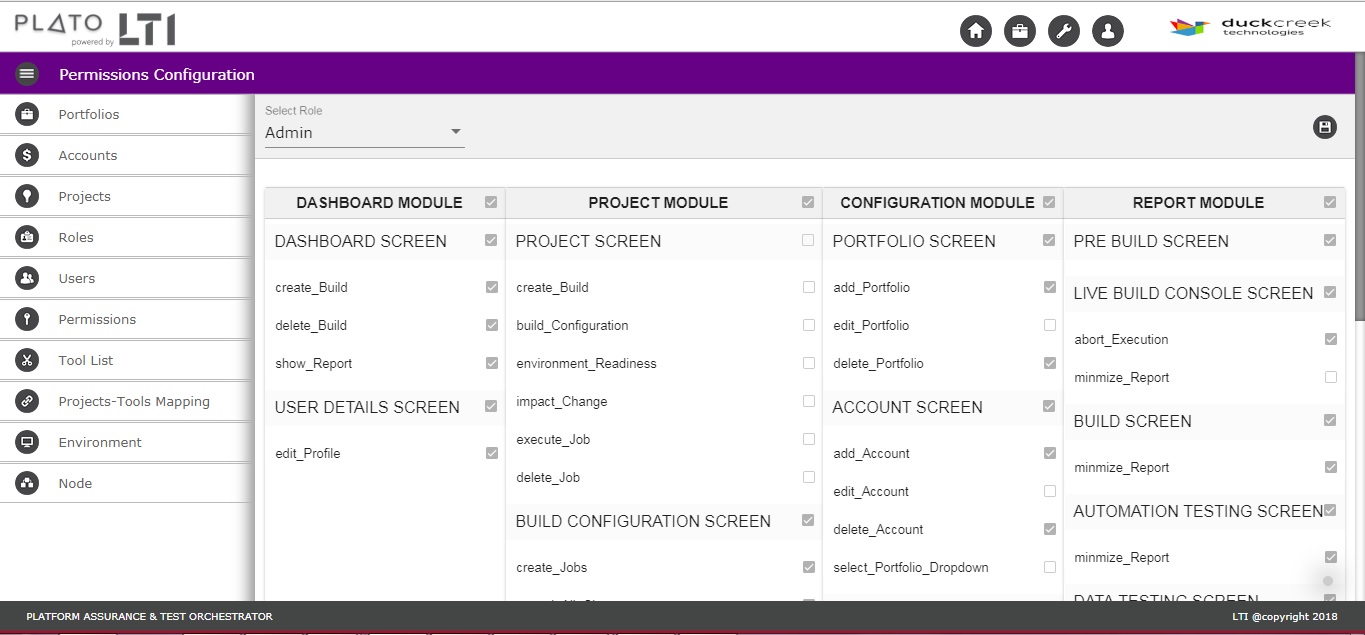 PLATO
powered by LTI
duckcreek
technologies
Permissions Configuration
Portfolios
Accounts
Projects
Roles
Users
Permissions
Tool List
Projects-Tools Mapping
Environment
Node
Select Role
Admin
DASHBOARD MODULE
DASHBOARD SCREEN
create_Build
delete_Build
show_Report
USER DETAILS SCREEN
edit_Profile
PROJECT MODULE
PROJECT SCREEN
create_Build
build_Configuration
environment_Readiness
impact_Change
execute_Job
delete_Job
BUILD CONFIGURATION SCREEN
create_Jobs
CONFIGURATION MODULE
PORTFOLIO SCREEN
add_Portfolio
edit_Portfolio
delete_Portfolio
ACCOUNT SCREEN
add_Account
edit_Account
delete_Account
select_Portfolio_Dropdown
REPORT MODULE
PRE BUILD SCREEN
LIVE BUILD CONSOLE SCREEN
abort_Execution
minmize_Report
BUILD SCREEN
minmize_Report
AUTOMATION TESTING SCREEN
minmize_Report
DATA TESTING SCREEN
PLATFORM ASSURANCE & TEST ORCHESTRATOR
LTI @copyright 2018